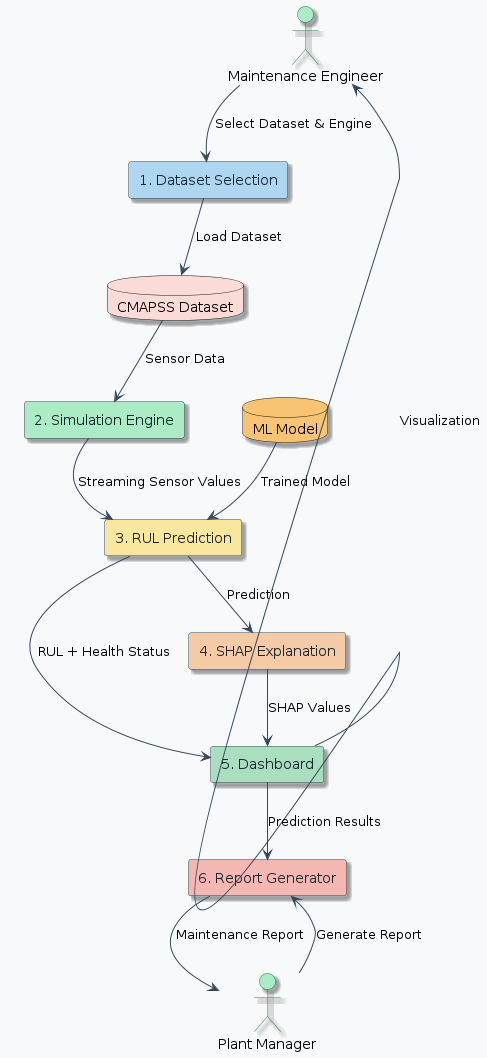 Maintenance Engineer
Select Dataset & Engine
1. Dataset Selection
Load Dataset
CMAPSS Dataset
Sensor Data
2. Simulation Engine
ML Model
Visualization
Streaming Sensor Values
Trained Model
3. RUL Prediction
Prediction
RUL + Health Status
4. SHAP Explanation
SHAP Values
5. Dashboard
Prediction Results
6. Report Generator
Maintenance Report
Generate Report
Plant Manager